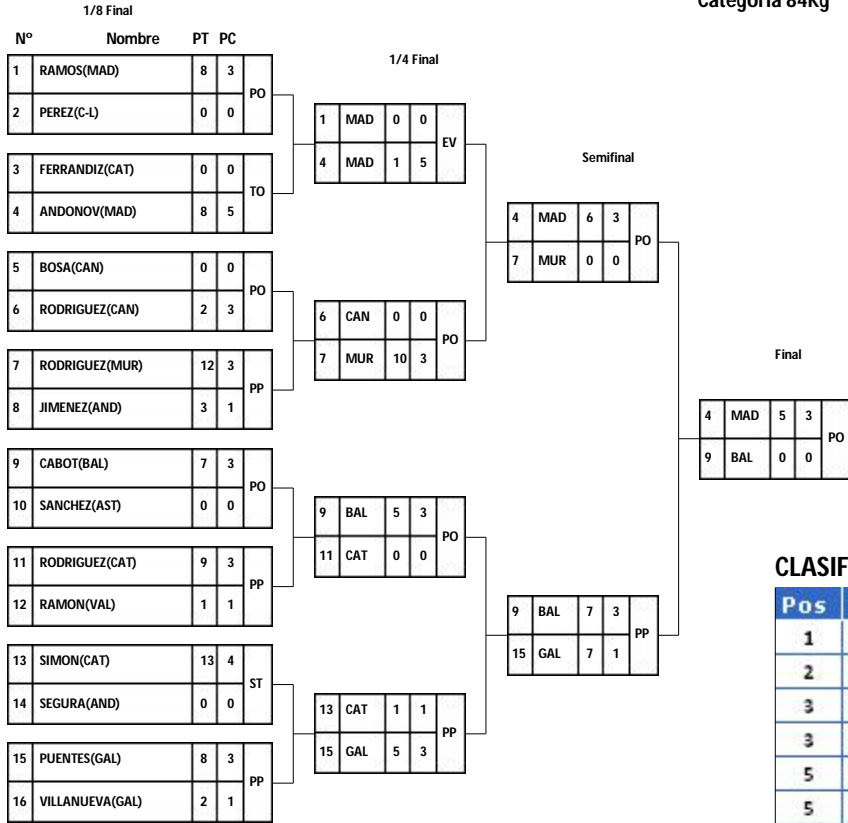 Categoría 84Kg
1/8 Final
Nº Nombre PT PC
1 RAMOS(MAD) 8 3
PO
2 PEREZ(C-L) 0 0
3 FERRANDIZ(CAT) 0 0
TO
4 ANDONOV(MAD) 8 5
5 BOSA(CAN) 0 0
PO
6 RODRIGUEZ(CAN) 2 3
7 RODRIGUEZ(MUR) 12 3
PP
8 JIMENEZ(AND) 3 1
9 CABOT(BAL) 7 3
PO
10 SANCHEZ(AST) 0 0
11 RODRIGUEZ(CAT) 9 3
PP
12 RAMON(VAL) 1 1
13 SIMON(CAT) 13 4
ST
14 SEGURA(AND) 0 0
15 PUENTES(GAL) 8 3
PP
16 VILLANUEVA(GAL) 2 1
1/4 Final
1 MAD 0 0
EV
4 MAD 1 5
6 CAN 0 0
PO
7 MUR 10 3
9 BAL 5 3
PO
11 CAT 0 0
13 CAT 1 1
PP
15 GAL 5 3
Semifinal
4 MAD 6 3
PO
7 MUR 0 0
9 BAL 7 3
PP
15 GAL 7 1
Final
4 MAD 5 3
PO
9 BAL 0 0
CLASIF
Pos
1
2
3
3
5
5